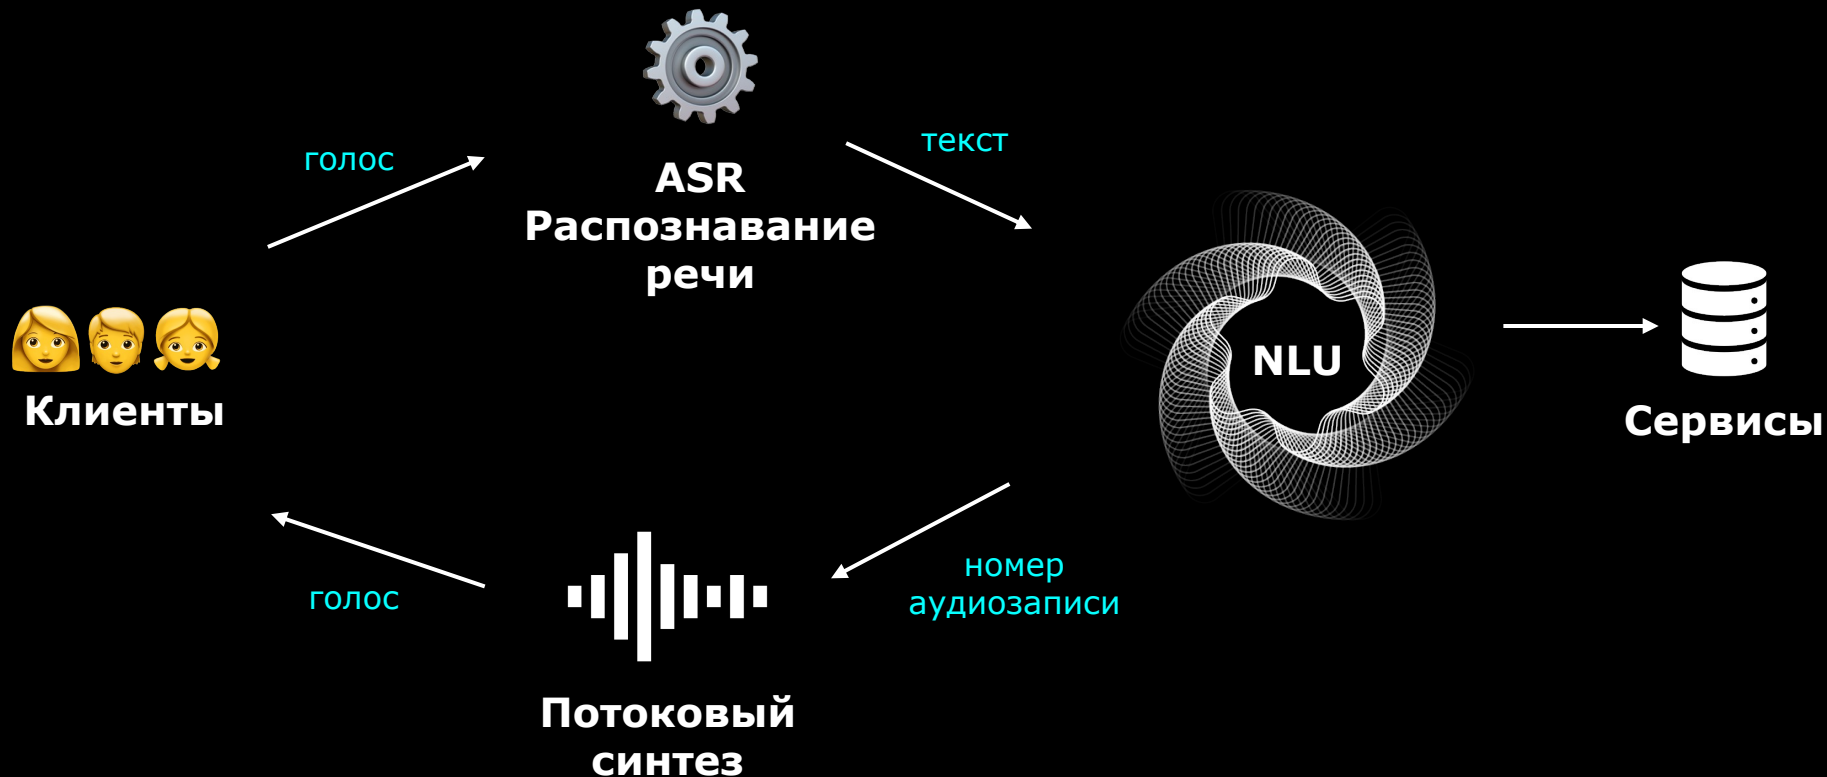 голос
ASR
Распознавание
речи
текст
NLU
Клиенты
Сервисы
голос
номер
аудиозаписи
Потоковый
синтез